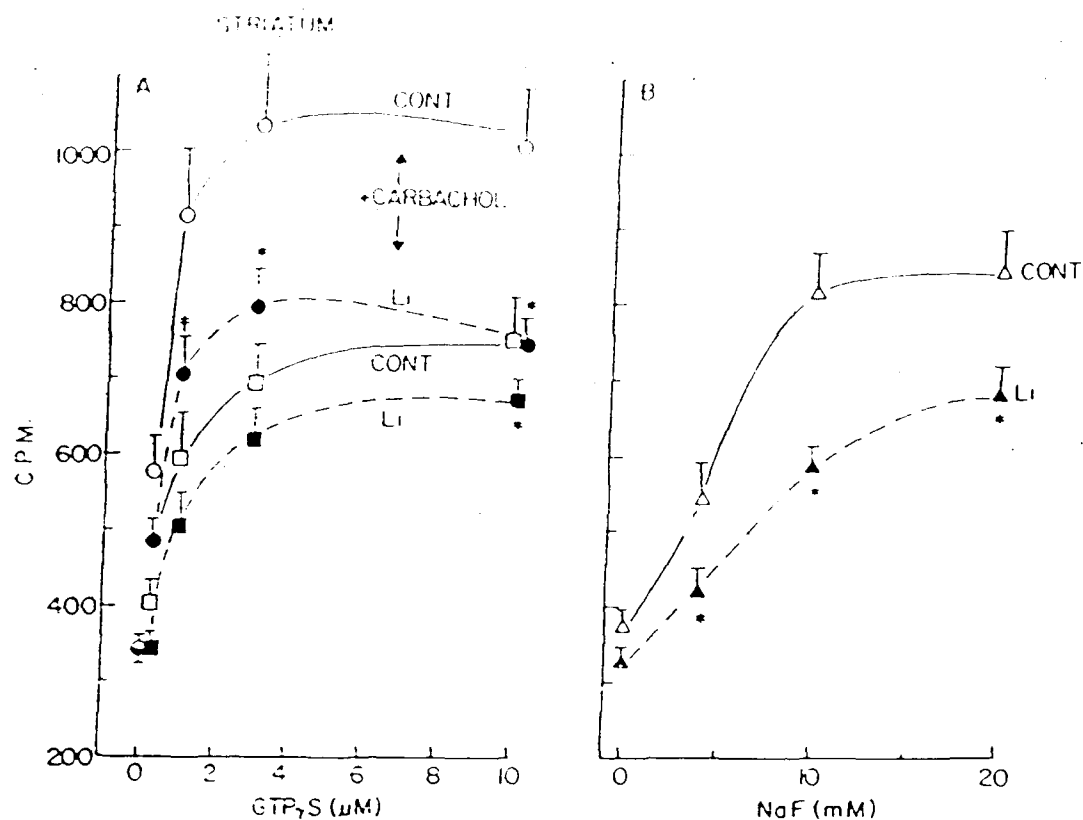 STRIATUM
A
CONT
1000
*CARBACHOL
*
800
Li
*
*
CONT
Li
600
*
C.P.M.
400
200
0 2 4 6 8 10
GTPγS (μM)
B
CONT
Li
*
*
*
0 10 20
NaF (mM)